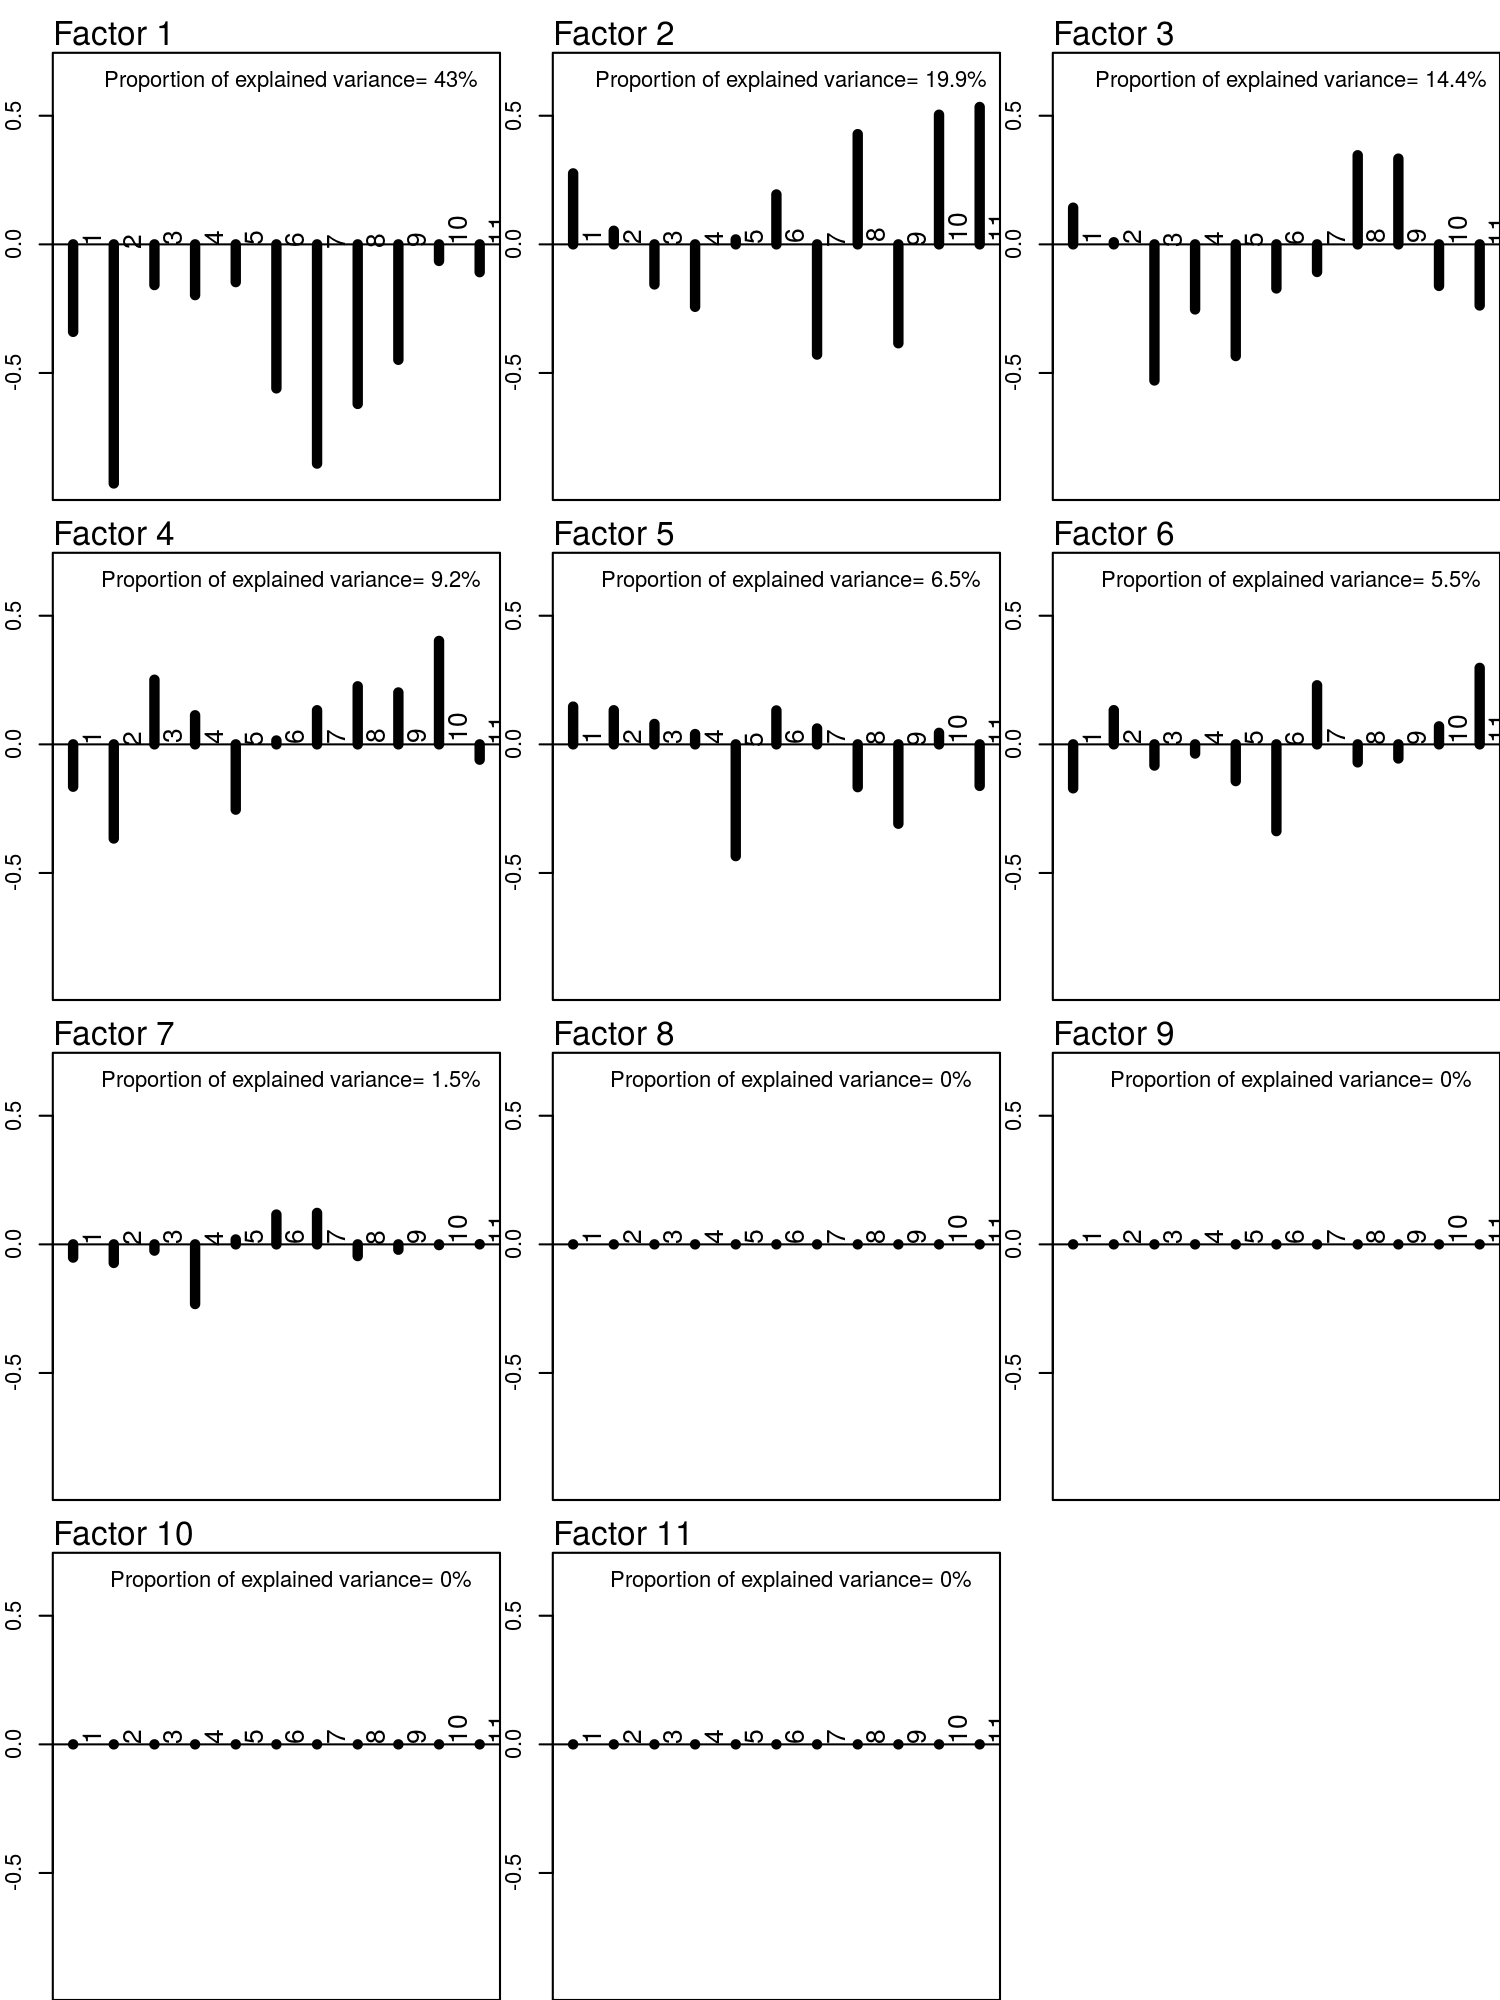 Factor 1
Proportion of explained variance= 43%
0.5
0.0
-0.5
1 2 3 4 5 6 7 8 9 10 11
Factor 2
Proportion of explained variance= 19.9%
0.5
0.0
-0.5
1 2 3 4 5 6 7 8 9 10 11
Factor 3
Proportion of explained variance= 14.4%
0.5
0.0
-0.5
1 2 3 4 5 6 7 8 9 10 11
Factor 4
Proportion of explained variance= 9.2%
0.5
0.0
-0.5
1 2 3 4 5 6 7 8 9 10 11
Factor 5
Proportion of explained variance= 6.5%
0.5
0.0
-0.5
1 2 3 4 5 6 7 8 9 10 11
Factor 6
Proportion of explained variance= 5.5%
0.5
0.0
-0.5
1 2 3 4 5 6 7 8 9 10 11
Factor 7
Proportion of explained variance= 1.5%
0.5
0.0
-0.5
1 2 3 4 5 6 7 8 9 10 11
Factor 8
Proportion of explained variance= 0%
0.5
0.0
-0.5
1 2 3 4 5 6 7 8 9 10 11
Factor 9
Proportion of explained variance= 0%
0.5
0.0
-0.5
1 2 3 4 5 6 7 8 9 10 11
Factor 10
Proportion of explained variance= 0%
0.5
0.0
-0.5
1 2 3 4 5 6 7 8 9 10 11
Factor 11
Proportion of explained variance= 0%
0.5
0.0
-0.5
1 2 3 4 5 6 7 8 9 10 11